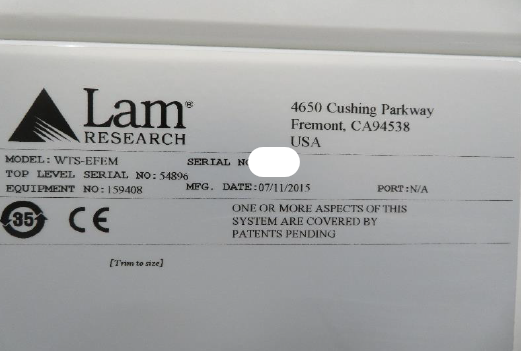 Lam®
RESEARCH
4650 Cushing Parkway
Fremont, CA94538
USA
MODEL: WTS-EFEM SERIAL NO
TOP LEVEL SERIAL NO: 54896
EQUIPMENT NO: 159408 MFG. DATE:07/11/2015 PORT:N/A
35 CE
ONE OR MORE ASPECTS OF THIS
SYSTEM ARE COVERED BY
PATENTS PENDING
[Trim to size]